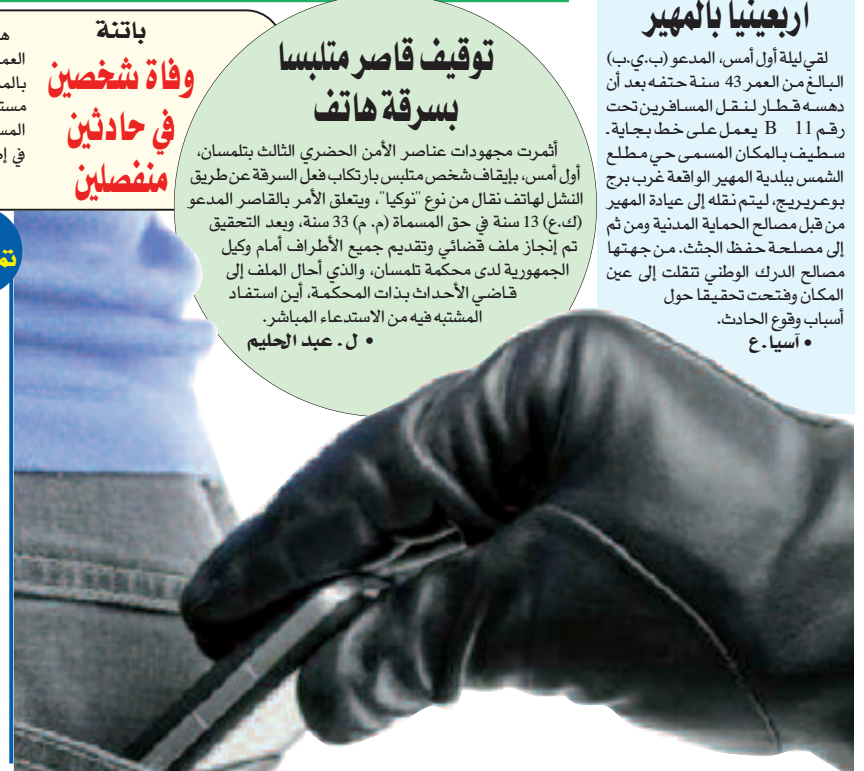 أربعينيا بالمهير
لقي ليلة أول أمس، المدعو (ب.ي.ب)
البالغ من العمر 43 سنة حتفه بعد أن
دهسه قطار لنقل المسافرين تحت
رقم B 11 يعمل على خط بجاية ـ
سطيف بالمكان المسمى حي مطلع
الشمس ببلدية المهير الواقعة غرب برج
بوعريريج، ليتم نقله إلى عيادة المهير
من قبل مصالح الحماية المدنية ومن ثم
إلى مصلحة حفظ الجثث. من جهتها
مصالح الدرك الوطني تنقلت إلى عين
المكان وفتحت تحقيقا حول
أسباب وقوع الحادث.
• آسيا. ع
توقيف قاصر متلبسا
بسرقة هاتف
أثمرت مجهودات عناصر الأمن الحضري الثالث بتلمسان،
أول أمس، بإيقاف شخص متلبس بارتكاب فعل السرقة عن طريق
النشل لهاتف نقال من نوع "نوكيا"، ويتعلق الأمر بالقاصر المدعو
(ك.ع) 13 سنة في حق المسماة (م. م) 33 سنة، وبعد التحقيق
تم إنجاز ملف قضائي وتقديم جميع الأطراف أمام وكيل
الجمهورية لدى محكمة تلمسان، والذي أحال الملف إلى
قاضي الأحداث بذات المحكمة، أين استفاد
المشتبه فيه من الاستدعاء المباشر.
• ل. عبد الحليم
باتنة
وفاة شخصين
في حادثين
منفصلين